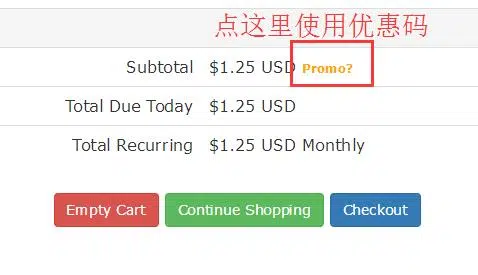 点这里使用优惠码
Subtotal $1.25 USD Promo?
Total Due Today $1.25 USD
Total Recurring $1.25 USD Monthly
Empty Cart Continue Shopping Checkout